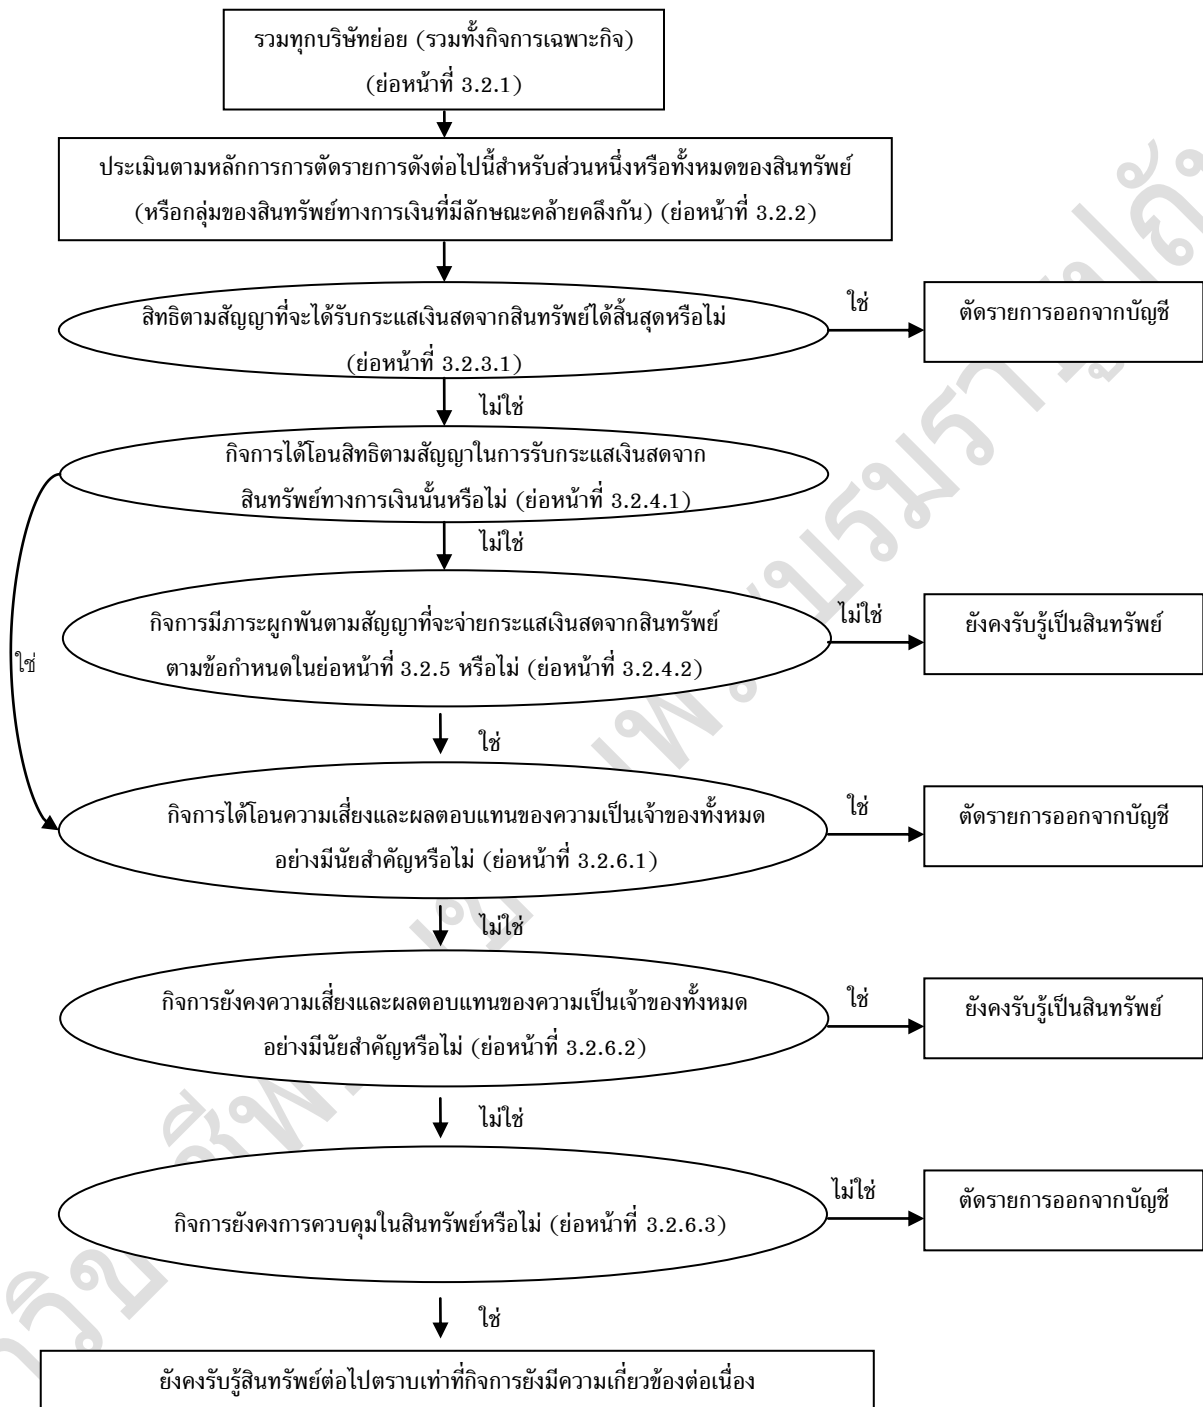 รวมทุกบริษัทย่อย (รวมทั้งกิจการเฉพาะกิจ)
(ย่อหน้าที่ 3.2.1)
ประเมินตามหลักการการตัดรายการดังต่อไปนี้สำหรับส่วนหนึ่งหรือทั้งหมดของสินทรัพย์
(หรือกลุ่มของสินทรัพย์ทางการเงินที่มีลักษณะคล้ายคลึงกัน) (ย่อหน้าที่ 3.2.2)
สิทธิตามสัญญาที่จะได้รับกระแสเงินสดจากสินทรัพย์ได้สิ้นสุดหรือไม่
(ย่อหน้าที่ 3.2.3.1)
ใช่
ตัดรายการออกจากบัญชี
ไม่ใช่
กิจการได้โอนสิทธิตามสัญญาในการรับกระแสเงินสดจาก
สินทรัพย์ทางการเงินนั้นหรือไม่ (ย่อหน้าที่ 3.2.4.1)
ไม่ใช่
ใช่
กิจการมีภาระผูกพันตามสัญญาที่จะจ่ายกระแสเงินสดจากสินทรัพย์
ตามข้อกำหนดในย่อหน้าที่ 3.2.5 หรือไม่ (ย่อหน้าที่ 3.2.4.2)
ไม่ใช่
ยังคงรับรู้เป็นสินทรัพย์
ใช่
กิจการได้โอนความเสี่ยงและผลตอบแทนของความเป็นเจ้าของทั้งหมด
อย่างมีนัยสำคัญหรือไม่ (ย่อหน้าที่ 3.2.6.1)
ใช่
ตัดรายการออกจากบัญชี
ไม่ใช่
กิจการยังคงความเสี่ยงและผลตอบแทนของความเป็นเจ้าของทั้งหมด
อย่างมีนัยสำคัญหรือไม่ (ย่อหน้าที่ 3.2.6.2)
ใช่
ยังคงรับรู้เป็นสินทรัพย์
ไม่ใช่
กิจการยังคงการควบคุมในสินทรัพย์หรือไม่ (ย่อหน้าที่ 3.2.6.3)
ไม่ใช่
ตัดรายการออกจากบัญชี
ใช่
ยังคงรับรู้สินทรัพย์ต่อไปตราบเท่าที่กิจการยังมีความเกี่ยวข้องต่อเนื่อง